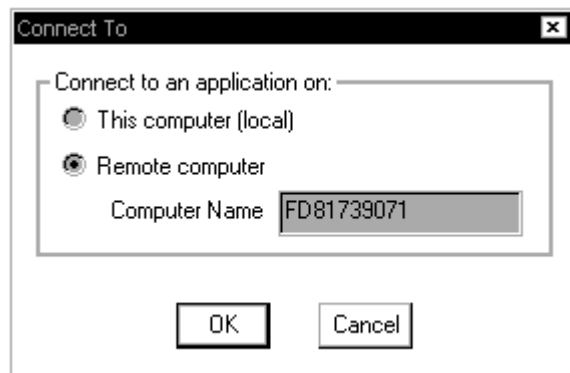 Connect To
Connect to an application on:
This computer (local)
Remote computer
Computer Name FD81739071
OK Cancel